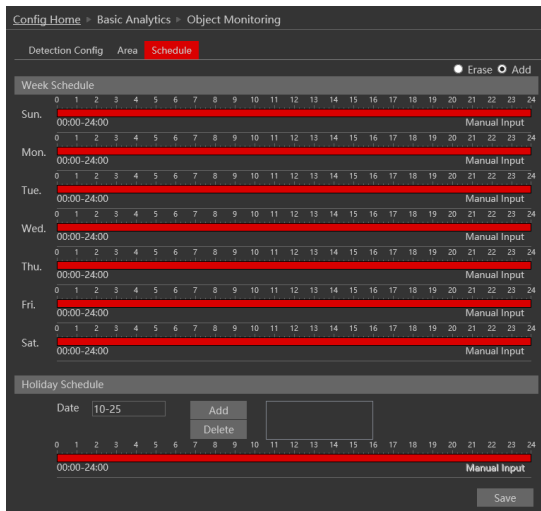 Config Home ▸ Basic Analytics ▸ Object Monitoring
Detection Config Area Schedule
Erase Add
Week Schedule
0 1 2 3 4 5 6 7 8 9 10 11 12 13 14 15 16 17 18 19 20 21 22 23 24
Sun.
00:00-24:00 Manual Input
0 1 2 3 4 5 6 7 8 9 10 11 12 13 14 15 16 17 18 19 20 21 22 23 24
Mon.
00:00-24:00 Manual Input
0 1 2 3 4 5 6 7 8 9 10 11 12 13 14 15 16 17 18 19 20 21 22 23 24
Tue.
00:00-24:00 Manual Input
0 1 2 3 4 5 6 7 8 9 10 11 12 13 14 15 16 17 18 19 20 21 22 23 24
Wed.
00:00-24:00 Manual Input
0 1 2 3 4 5 6 7 8 9 10 11 12 13 14 15 16 17 18 19 20 21 22 23 24
Thu.
00:00-24:00 Manual Input
0 1 2 3 4 5 6 7 8 9 10 11 12 13 14 15 16 17 18 19 20 21 22 23 24
Fri.
00:00-24:00 Manual Input
0 1 2 3 4 5 6 7 8 9 10 11 12 13 14 15 16 17 18 19 20 21 22 23 24
Sat.
00:00-24:00 Manual Input
Holiday Schedule
Date 10-25 Add
Delete
0 1 2 3 4 5 6 7 8 9 10 11 12 13 14 15 16 17 18 19 20 21 22 23 24
00:00-24:00 Manual Input
Save